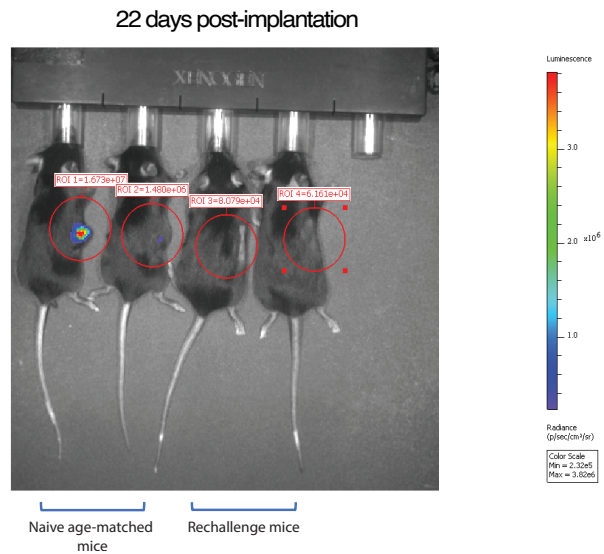 22 days post-implantation
XENOGEN
ROI 1=1.673e+07
ROI 2=1.480e+06
ROI 3=8.079e+04
ROI 4=6.161e+04
Luminescence
3.0
2.0 x10⁶
1.0
Radiance
(p/sec/cm²/sr)
Color Scale
Min = 2.32e5
Max = 3.82e6
Naive age-matched
mice
Rechallenge mice